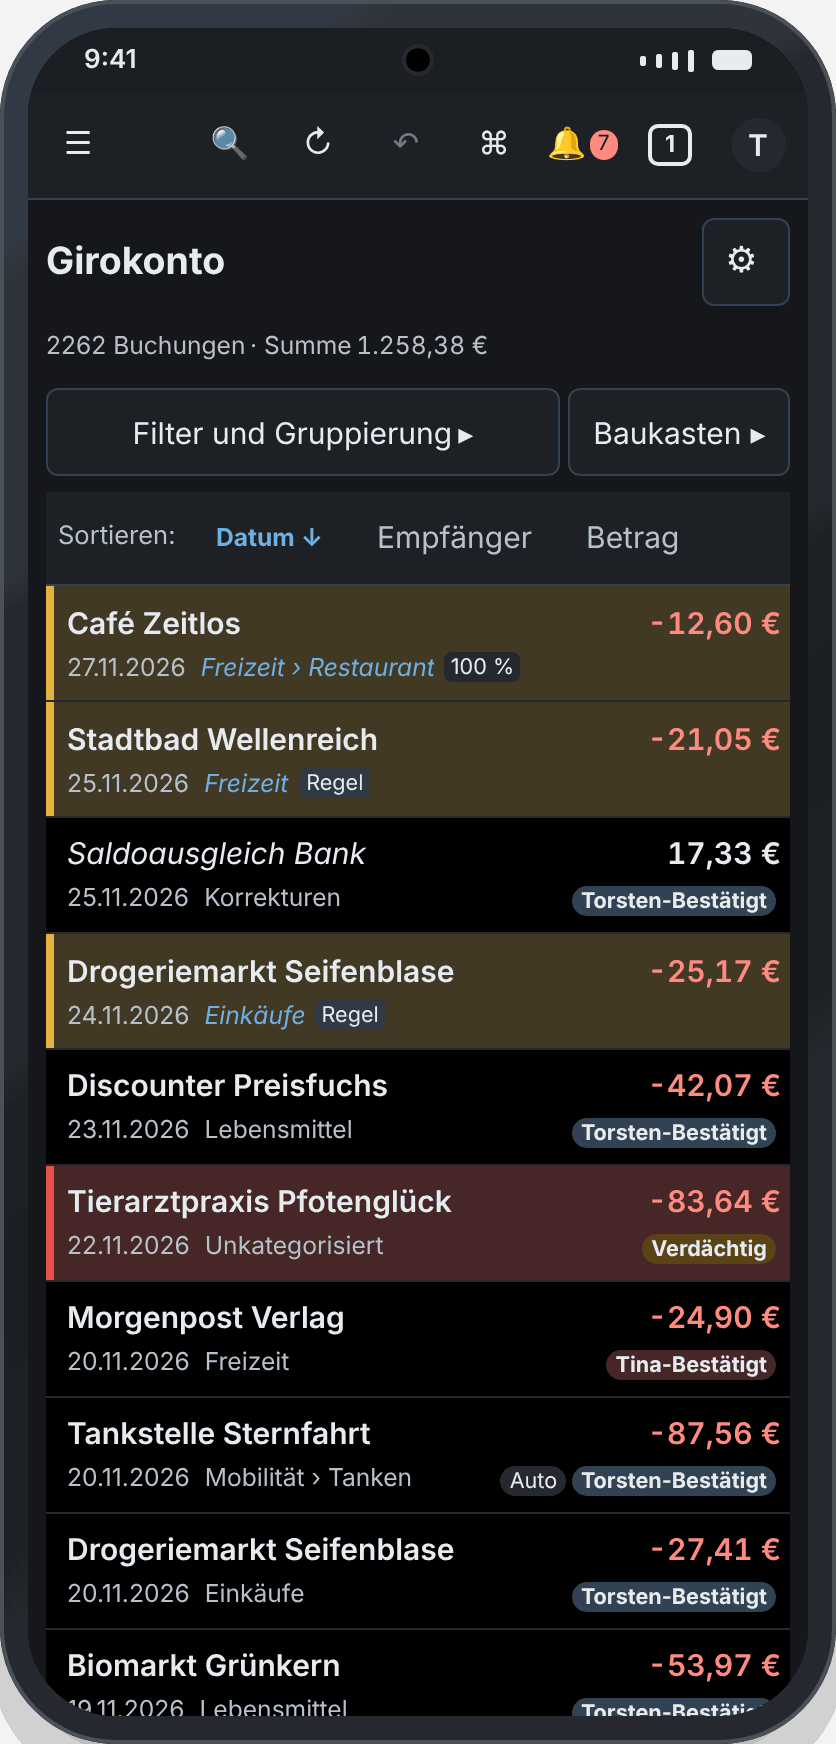 9:41
☰ 🔍 ↻ ↶ ⌘ 🔔 7 1 T
Girokonto ⚙
2262 Buchungen · Summe 1.258,38 €
Filter und Gruppierung ▸ Baukasten ▸
Sortieren: Datum ↓ Empfänger Betrag
Café Zeitlos -12,60 €
27.11.2026 Freizeit › Restaurant 100 %
Stadtbad Wellenreich -21,05 €
25.11.2026 Freizeit Regel
Saldoausgleich Bank 17,33 €
25.11.2026 Korrekturen Torsten-Bestätigt
Drogeriemarkt Seifenblase -25,17 €
24.11.2026 Einkäufe Regel
Discounter Preisfuchs -42,07 €
23.11.2026 Lebensmittel Torsten-Bestätigt
Tierarztpraxis Pfotenglück -83,64 €
22.11.2026 Unkategorisiert Verdächtig
Morgenpost Verlag -24,90 €
20.11.2026 Freizeit Tina-Bestätigt
Tankstelle Sternfahrt -87,56 €
20.11.2026 Mobilität › Tanken Auto Torsten-Bestätigt
Drogeriemarkt Seifenblase -27,41 €
20.11.2026 Einkäufe Torsten-Bestätigt
Biomarkt Grünkern -53,97 €
19.11.2026 Lebensmittel Torsten-Bestätigt